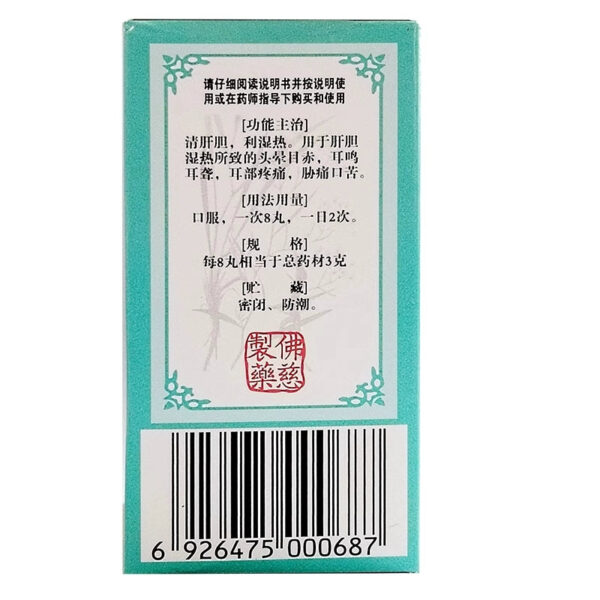 请仔细阅读说明书并按说明使
用或在药师指导下购买和使用
[功能主治]
清肝胆，利湿热。用于肝胆
湿热所致的头晕目赤，耳鸣
耳聋，耳部疼痛，胁痛口苦。
[用法用量]
口服，一次8丸，一日2次。
[规 格]
每8丸相当于总药材3克
[贮 藏]
密闭、防潮。
佛慈
製藥
6 926475 000687